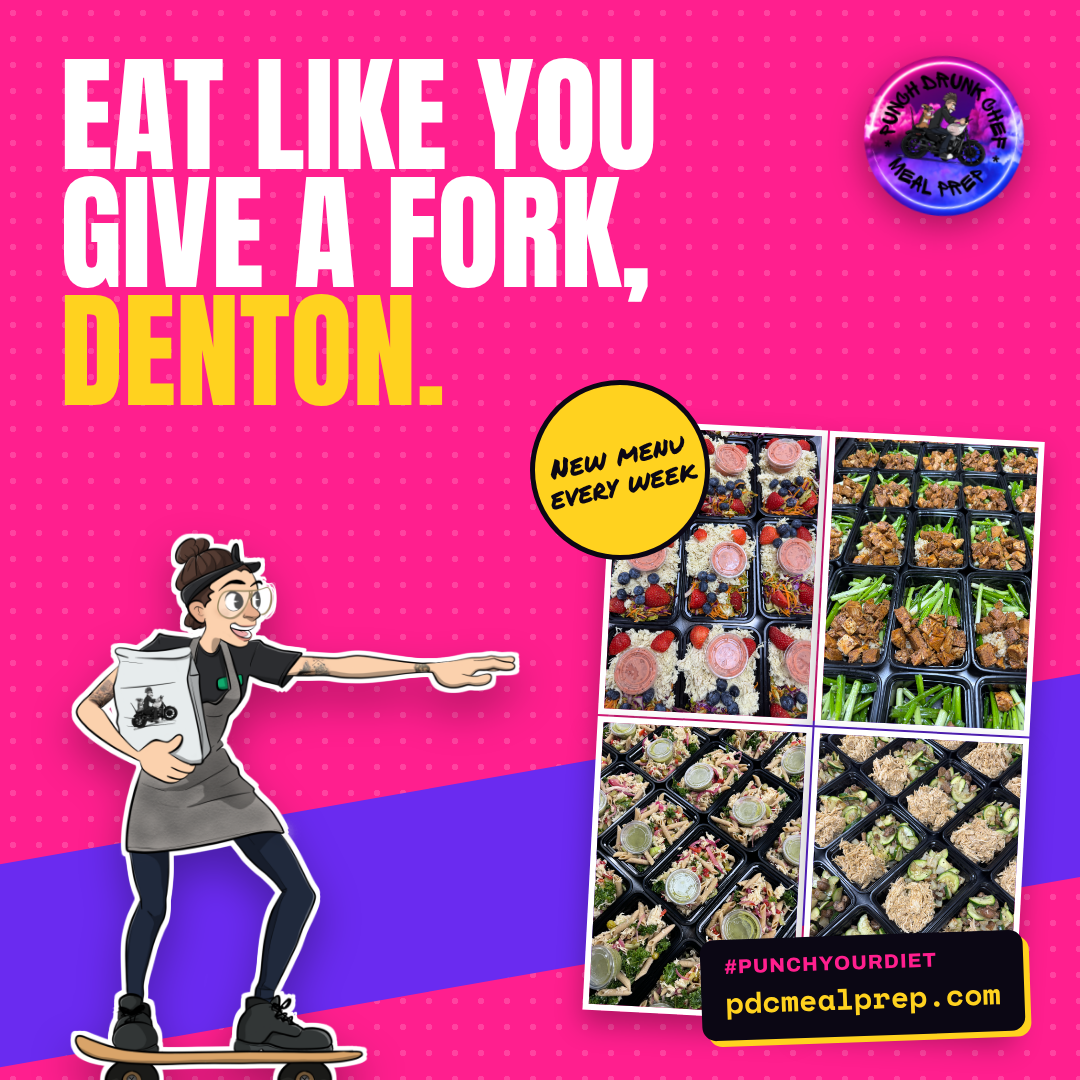 EAT LIKE YOU
GIVE A FORK,
DENTON.
PUNCH DRUNK CHEF
MEAL PREP
NEW MENU
EVERY WEEK
#PUNCHYOURDIET
pdcmealprep.com